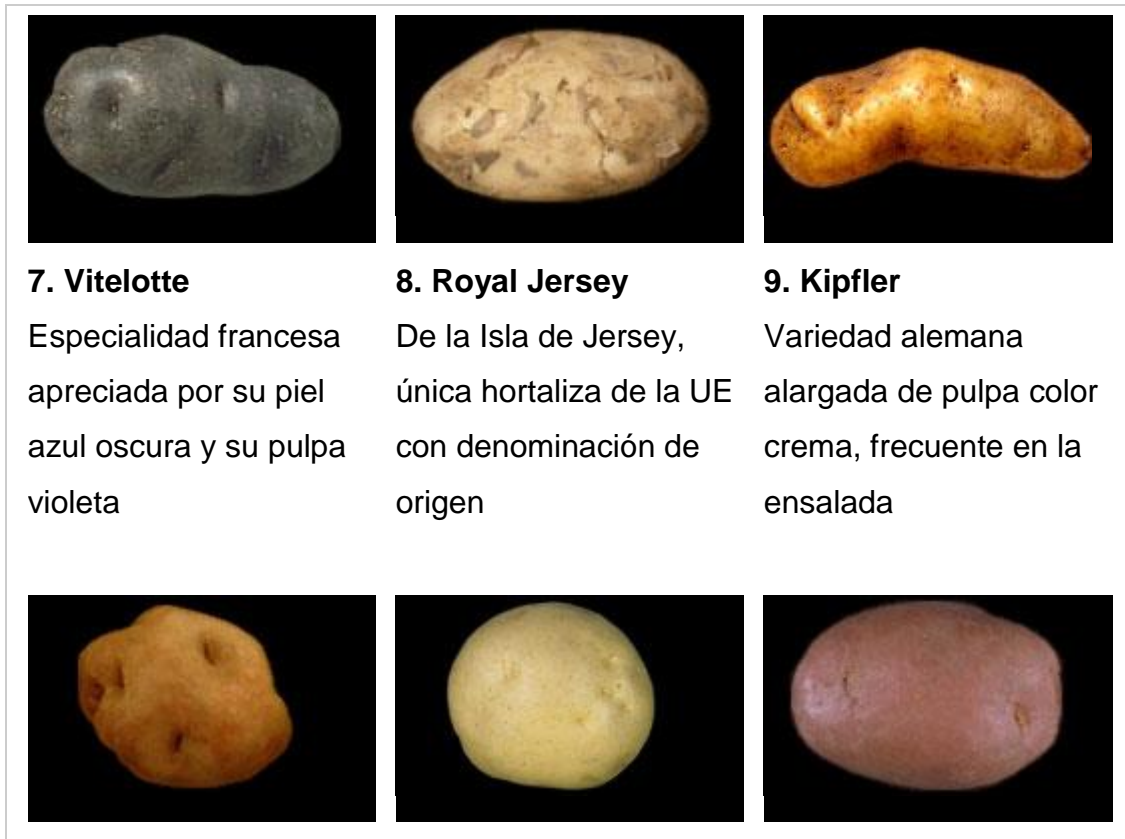 7. Vitelotte
Especialidad francesa
apreciada por su piel
azul oscura y su pulpa
violeta
8. Royal Jersey
De la Isla de Jersey,
única hortaliza de la UE
con denominación de
origen
9. Kipfler
Variedad alemana
alargada de pulpa color
crema, frecuente en la
ensalada